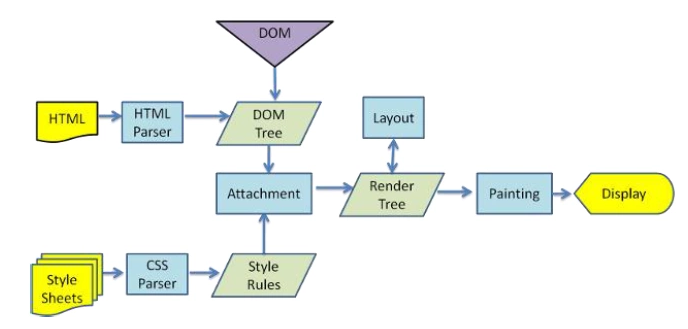 DOM
HTML
HTML
Parser
DOM
Tree
Layout
Attachment
Render
Tree
Painting
Display
Style
Sheets
CSS
Parser
Style
Rules